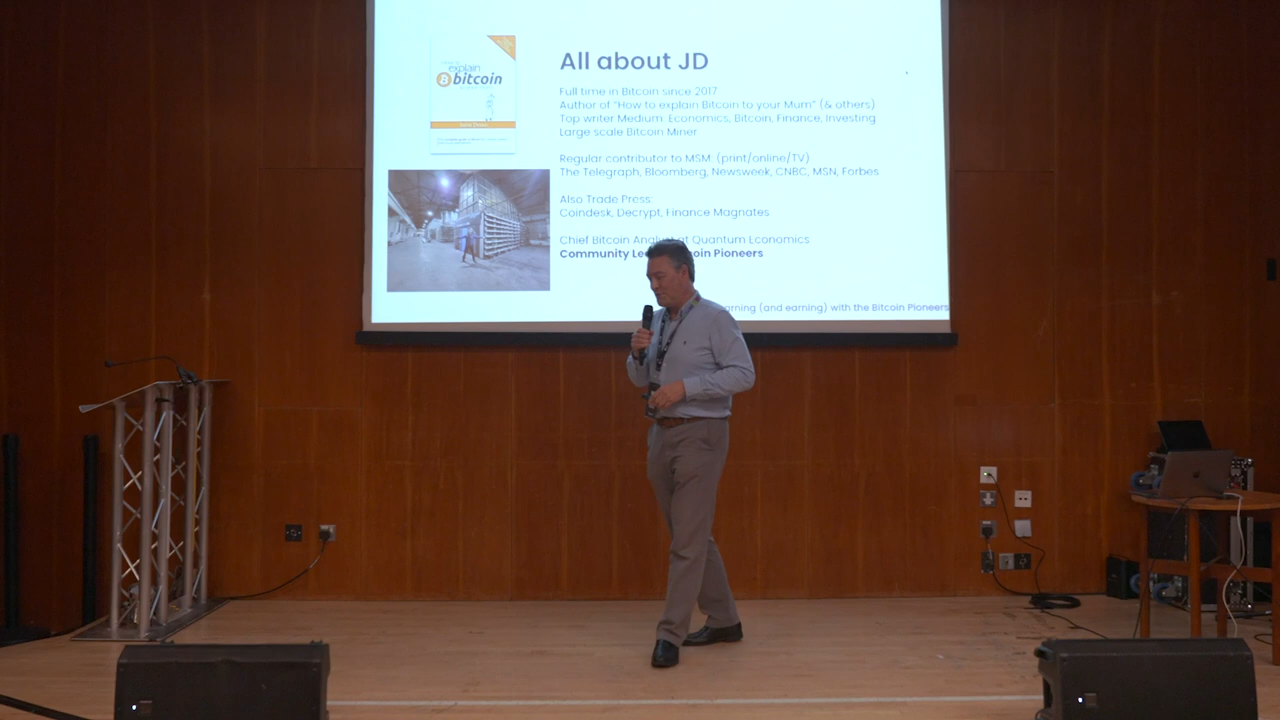 explain
bitcoin
All about JD
Full time in Bitcoin since 2017
Author of "How to explain Bitcoin to your Mum" (& others)
Top writer Medium: Economics, Bitcoin, Finance, Investing
Large scale Bitcoin Miner
Regular contributor to MSM: (print/online/TV)
The Telegraph, Bloomberg, Newsweek, CNBC, MSN, Forbes
Also Trade Press:
Coindesk, Decrypt, Finance Magnates
Chief Bitcoin Analyst at Quantum Economics
Community Le oin Pioneers
arning (and earning) with the Bitcoin Pioneers